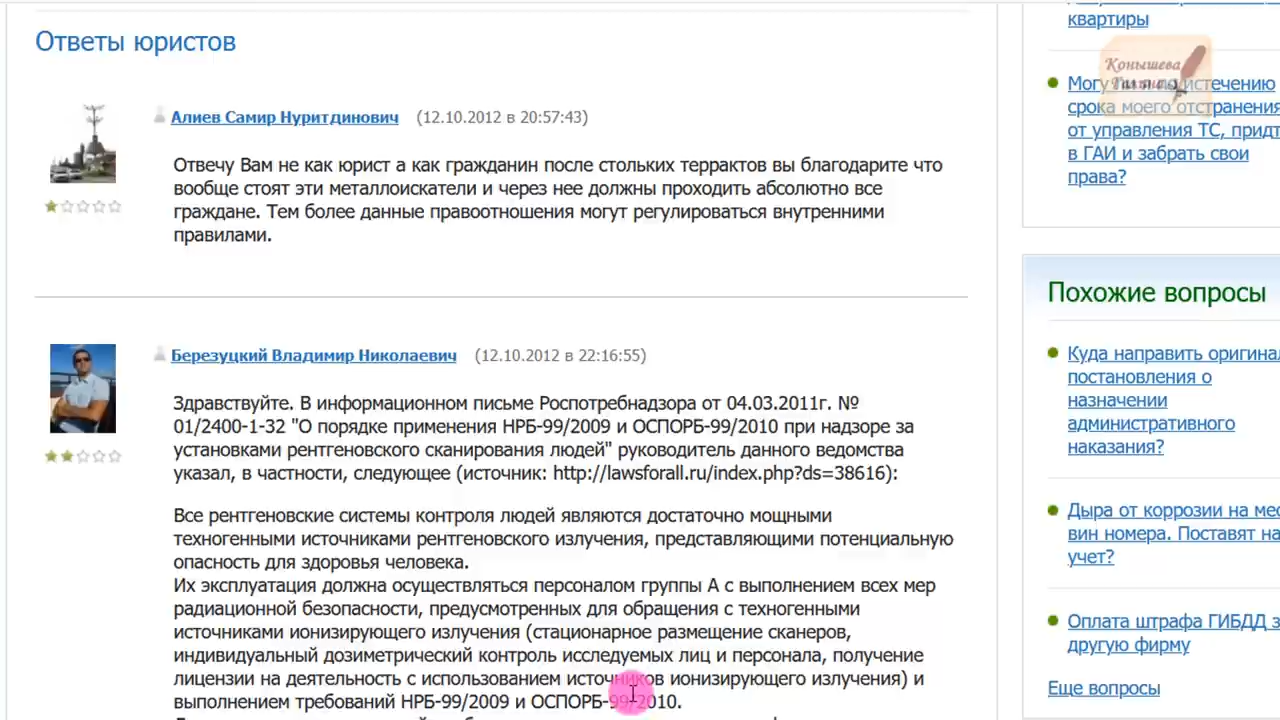 Ответы юристов
Алиев Самир Нуритдинович (12.10.2012 в 20:57:43)
Отвечу Вам не как юрист а как гражданин после стольких террактов вы благодарите что
вообще стоят эти металлоискатели и через нее должны проходить абсолютно все
граждане. Тем более данные правоотношения могут регулироваться внутренними
правилами.
Березуцкий Владимир Николаевич (12.10.2012 в 22:16:55)
Здравствуйте. В информационном письме Роспотребнадзора от 04.03.2011г. №
01/2400-1-32 "О порядке применения НРБ-99/2009 и ОСПОРБ-99/2010 при надзоре за
установками рентгеновского сканирования людей" руководитель данного ведомства
указал, в частности, следующее (источник: http://lawsforall.ru/index.php?ds=38616):
Все рентгеновские системы контроля людей являются достаточно мощными
техногенными источниками рентгеновского излучения, представляющими потенциальную
опасность для здоровья человека.
Их эксплуатация должна осуществляться персоналом группы А с выполнением всех мер
радиационной безопасности, предусмотренных для обращения с техногенными
источниками ионизирующего излучения (стационарное размещение сканеров,
индивидуальный дозиметрический контроль исследуемых лиц и персонала, получение
лицензии на деятельность с использованием источников ионизирующего излучения) и
выполнением требований НРБ-99/2009 и ОСПОРБ-99/2010.
квартиры
Конышева
Могу по истечению
срока моего отстранения
от управления ТС, придт
в ГАИ и забрать свои
права?
Похожие вопросы
Куда направить оригинал
постановления о
назначении
административного
наказания?
Дыра от коррозии на мес
вин номера. Поставят на
учет?
Оплата штрафа ГИБДД з
другую фирму
Еще вопросы